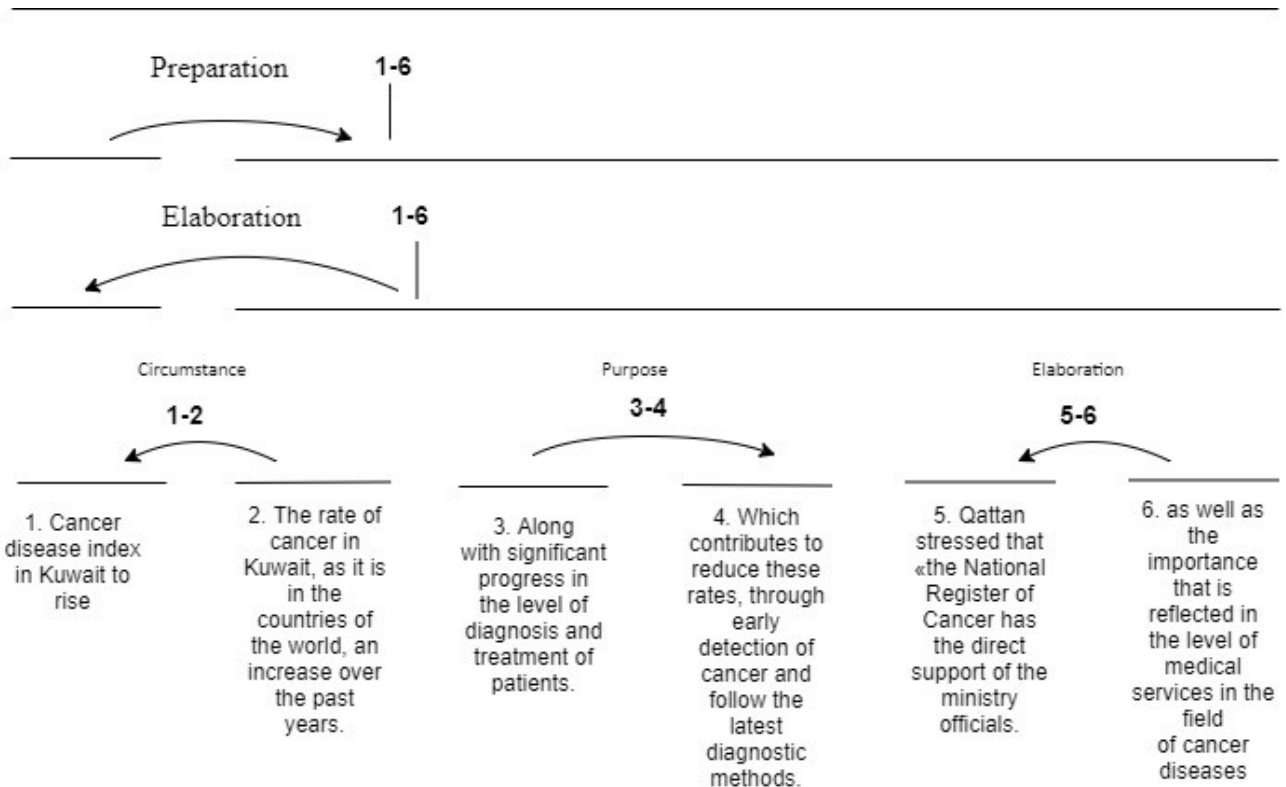 Preparation
1-6
Elaboration
1-6
Circumstance
1-2
Purpose
3-4
Elaboration
5-6
1. Cancer
disease index
in Kuwait to
rise
2. The rate of
cancer in
Kuwait, as it is
in the
countries of
the world, an
increase over
the past
years.
3. Along
with significant
progress in
the level of
diagnosis and
treatment of
patients.
4. Which
contributes to
reduce these
rates, through
early
detection of
cancer and
follow the
latest
diagnostic
methods.
5. Qattan
stressed that
«the National
Register of
Cancer has
the direct
support of the
ministry
officials.
6. as well as
the
importance
that is
reflected in
the level of
medical
services in the
field
of cancer
diseases